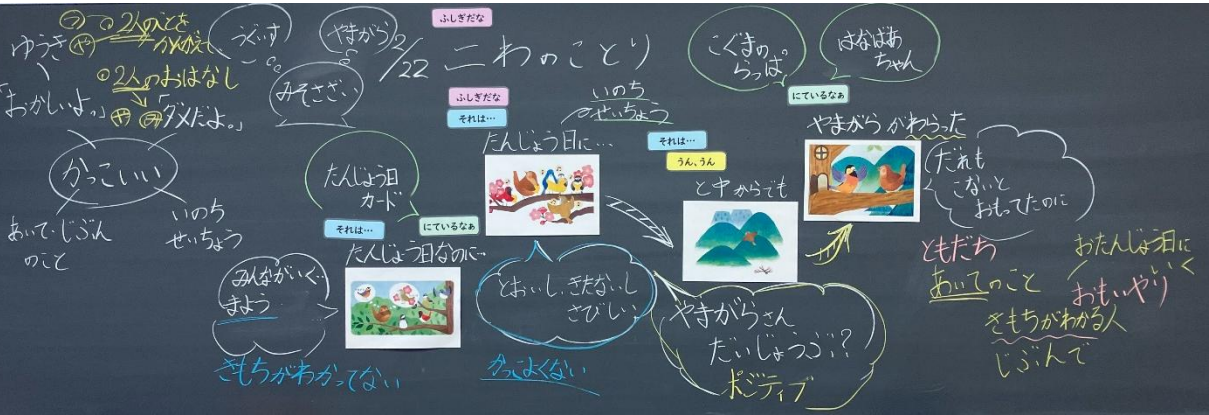 ゆうき
「おかしいよ。」
う ◎2人のことを
や かんがえて、
◎2人のおはなし
や う「ダメだよ。」
かっこいい
あいて・じぶん
のこと
いのち
せいちょう
うぐいす
やまがら
みそさざい
2/22
ふしぎだな
二わのことり
たんじょう日
カード
それは…
にているなぁ
たんじょう日なのに…
みんながいく…
まよう
きもちがわかってない
ふしぎだな
それは…
たんじょう日に…
いのち
せいちょう
とおいし、きたないし
さびしい
かっこよくない
それは…
うん、うん
と中からでも
やまがらさん
だいじょうぶ?
ポジティブ
こぐまの
らっぱ
はなばあ
ちゃん
にているなぁ
やまがらがわらった
だれも
こないと
おもってたのに
ともだち
あいてのこと
おたんじょう日に
いく
おもいやり
きもちがわかる人
じぶんで